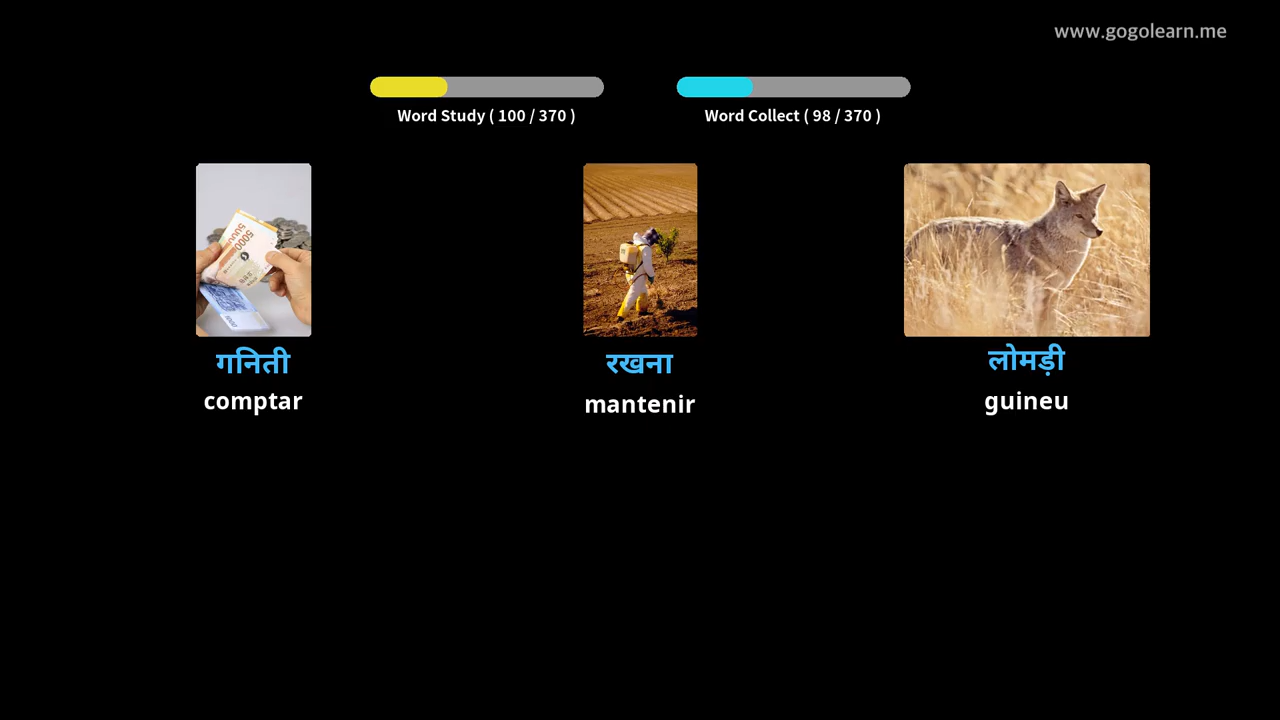 www.gogolearn.me
Word Study ( 100 / 370 )
Word Collect ( 98 / 370 )
गनिती
रखना
लोमड़ी
comptar
mantenir
guineu